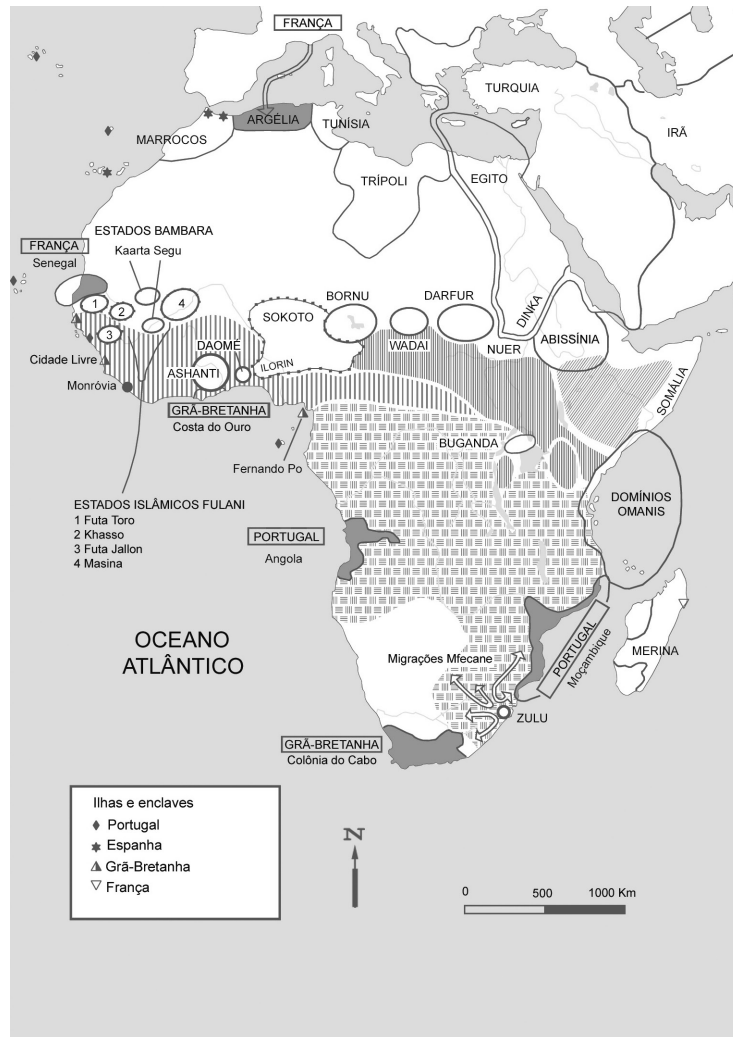 FRANÇA
TURQUIA
ARGÉLIA
TUNÍSIA
MARROCOS
IRÃ
TRÍPOLI
EGITO
ESTADOS BAMBARA
Kaarta Segu
FRANÇA
Senegal
1
2
3
4
SOKOTO
BORNU
DARFUR
DINKA
WADAI
NUER
ABISSÍNIA
DAOMÉ
ILORIN
ASHANTI
SOMÁLIA
Cidade Livre
Monróvia
GRÃ-BRETANHA
Costa do Ouro
BUGANDA
Fernando Po
ESTADOS ISLÂMICOS FULANI
1 Futa Toro
2 Khasso
3 Futa Jallon
4 Masina
DOMÍNIOS
OMANIS
PORTUGAL
Angola
OCEANO
ATLÂNTICO
PORTUGAL
Moçambique
MERINA
Migrações Mfecane
ZULU
GRÃ-BRETANHA
Colônia do Cabo
Ilhas e enclaves
Portugal
Espanha
Grã-Bretanha
França
N
0 500 1000 Km